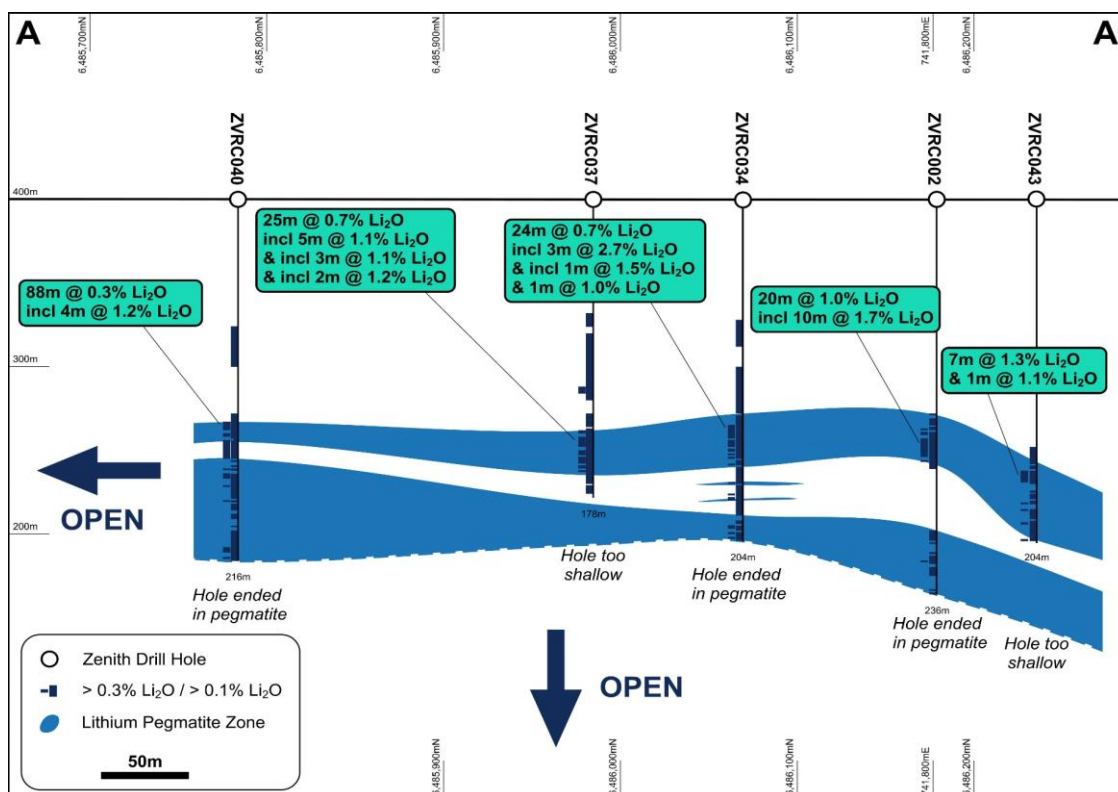 A
A
6,485,700mN
6,485,800mN
6,485,900mN
6,486,000mN
6,486,100mN
741,800mE
6,486,200mN
ZVRC040
ZVRC037
ZVRC034
ZVRC002
ZVRC043
400m
25m @ 0.7% Li₂O
incl 5m @ 1.1% Li₂O
& incl 3m @ 1.1% Li₂O
& incl 2m @ 1.2% Li₂O
24m @ 0.7% Li₂O
incl 3m @ 2.7% Li₂O
& incl 1m @ 1.5% Li₂O
& 1m @ 1.0% Li₂O
88m @ 0.3% Li₂O
incl 4m @ 1.2% Li₂O
20m @ 1.0% Li₂O
incl 10m @ 1.7% Li₂O
7m @ 1.3% Li₂O
& 1m @ 1.1% Li₂O
300m
OPEN
200m
178m
Hole too
shallow
216m
Hole ended
in pegmatite
204m
Hole ended
in pegmatite
236m
Hole ended
in pegmatite
204m
Hole too
shallow
OPEN
Zenith Drill Hole
> 0.3% Li₂O / > 0.1% Li₂O
Lithium Pegmatite Zone
50m
6,485,900mN
6,486,000mN
6,486,100mN
741,800mE
6,486,200mN